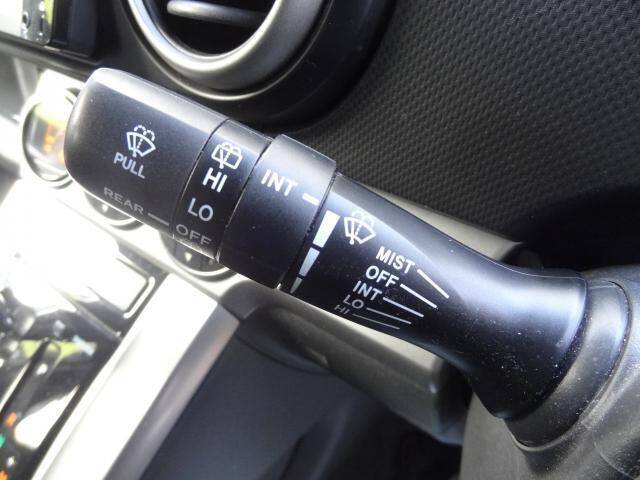 PULL
REAR
HI
LO
OFF
INT
MIST
OFF
INT
LO
HI